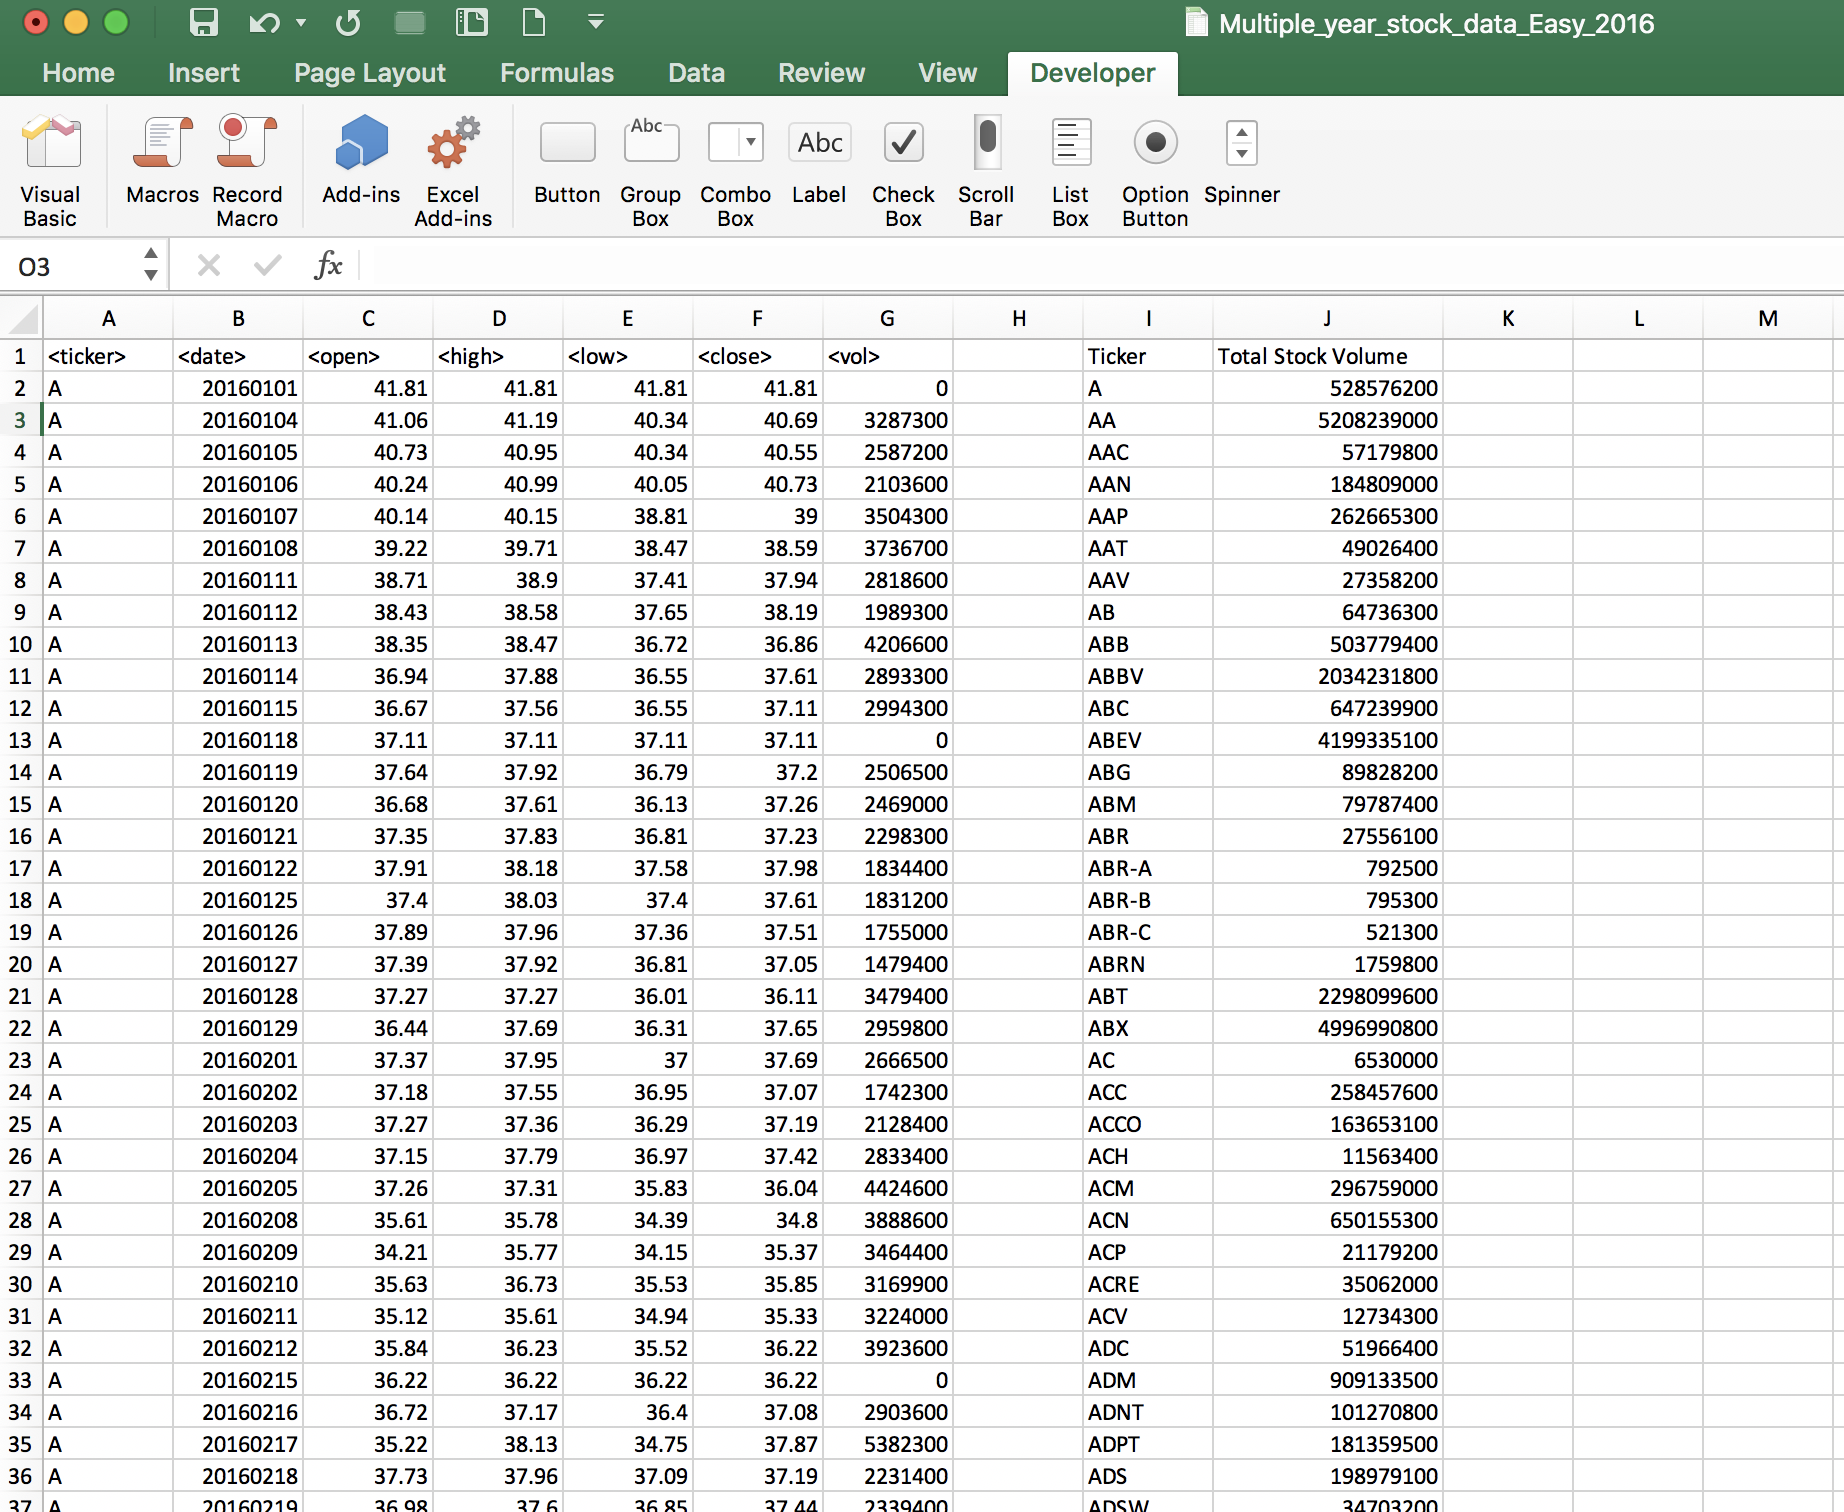 Multiple_year_stock_data_Easy_2016
Home Insert Page Layout Formulas Data Review View Developer
Abc Abc
Visual Basic Macros Record Macro Add-ins Excel Add-ins Button Group Box Combo Box Label Check Box Scroll Bar List Box Option Button Spinner
O3 fx
A B C D E F G H I J K L M
1 <ticker> <date> <open> <high> <low> <close> <vol> Ticker Total Stock Volume
2 A 20160101 41.81 41.81 41.81 41.81 0 A 528576200
3 A 20160104 41.06 41.19 40.34 40.69 3287300 AA 5208239000
4 A 20160105 40.73 40.95 40.34 40.55 2587200 AAC 57179800
5 A 20160106 40.24 40.99 40.05 40.73 2103600 AAN 184809000
6 A 20160107 40.14 40.15 38.81 39 3504300 AAP 262665300
7 A 20160108 39.22 39.71 38.47 38.59 3736700 AAT 49026400
8 A 20160111 38.71 38.9 37.41 37.94 2818600 AAV 27358200
9 A 20160112 38.43 38.58 37.65 38.19 1989300 AB 64736300
10 A 20160113 38.35 38.47 36.72 36.86 4206600 ABB 503779400
11 A 20160114 36.94 37.88 36.55 37.61 2893300 ABBV 2034231800
12 A 20160115 36.67 37.56 36.55 37.11 2994300 ABC 647239900
13 A 20160118 37.11 37.11 37.11 37.11 0 ABEV 4199335100
14 A 20160119 37.64 37.92 36.79 37.2 2506500 ABG 89828200
15 A 20160120 36.68 37.61 36.13 37.26 2469000 ABM 79787400
16 A 20160121 37.35 37.83 36.81 37.23 2298300 ABR 27556100
17 A 20160122 37.91 38.18 37.58 37.98 1834400 ABR-A 792500
18 A 20160125 37.4 38.03 37.4 37.61 1831200 ABR-B 795300
19 A 20160126 37.89 37.96 37.36 37.51 1755000 ABR-C 521300
20 A 20160127 37.39 37.92 36.81 37.05 1479400 ABRN 1759800
21 A 20160128 37.27 37.27 36.01 36.11 3479400 ABT 2298099600
22 A 20160129 36.44 37.69 36.31 37.65 2959800 ABX 4996990800
23 A 20160201 37.37 37.95 37 37.69 2666500 AC 6530000
24 A 20160202 37.18 37.55 36.95 37.07 1742300 ACC 258457600
25 A 20160203 37.27 37.36 36.29 37.19 2128400 ACCO 163653100
26 A 20160204 37.15 37.79 36.97 37.42 2833400 ACH 11563400
27 A 20160205 37.26 37.31 35.83 36.04 4424600 ACM 296759000
28 A 20160208 35.61 35.78 34.39 34.8 3888600 ACN 650155300
29 A 20160209 34.21 35.77 34.15 35.37 3464400 ACP 21179200
30 A 20160210 35.63 36.73 35.53 35.85 3169900 ACRE 35062000
31 A 20160211 35.12 35.61 34.94 35.33 3224000 ACV 12734300
32 A 20160212 35.84 36.23 35.52 36.22 3923600 ADC 51966400
33 A 20160215 36.22 36.22 36.22 36.22 0 ADM 909133500
34 A 20160216 36.72 37.17 36.4 37.08 2903600 ADNT 101270800
35 A 20160217 35.22 38.13 34.75 37.87 5382300 ADPT 181359500
36 A 20160218 37.73 37.96 37.09 37.19 2231400 ADS 198979100
37 A 20160219 36.98 37.6 36.85 37.44 2339400 ADSW 34703200